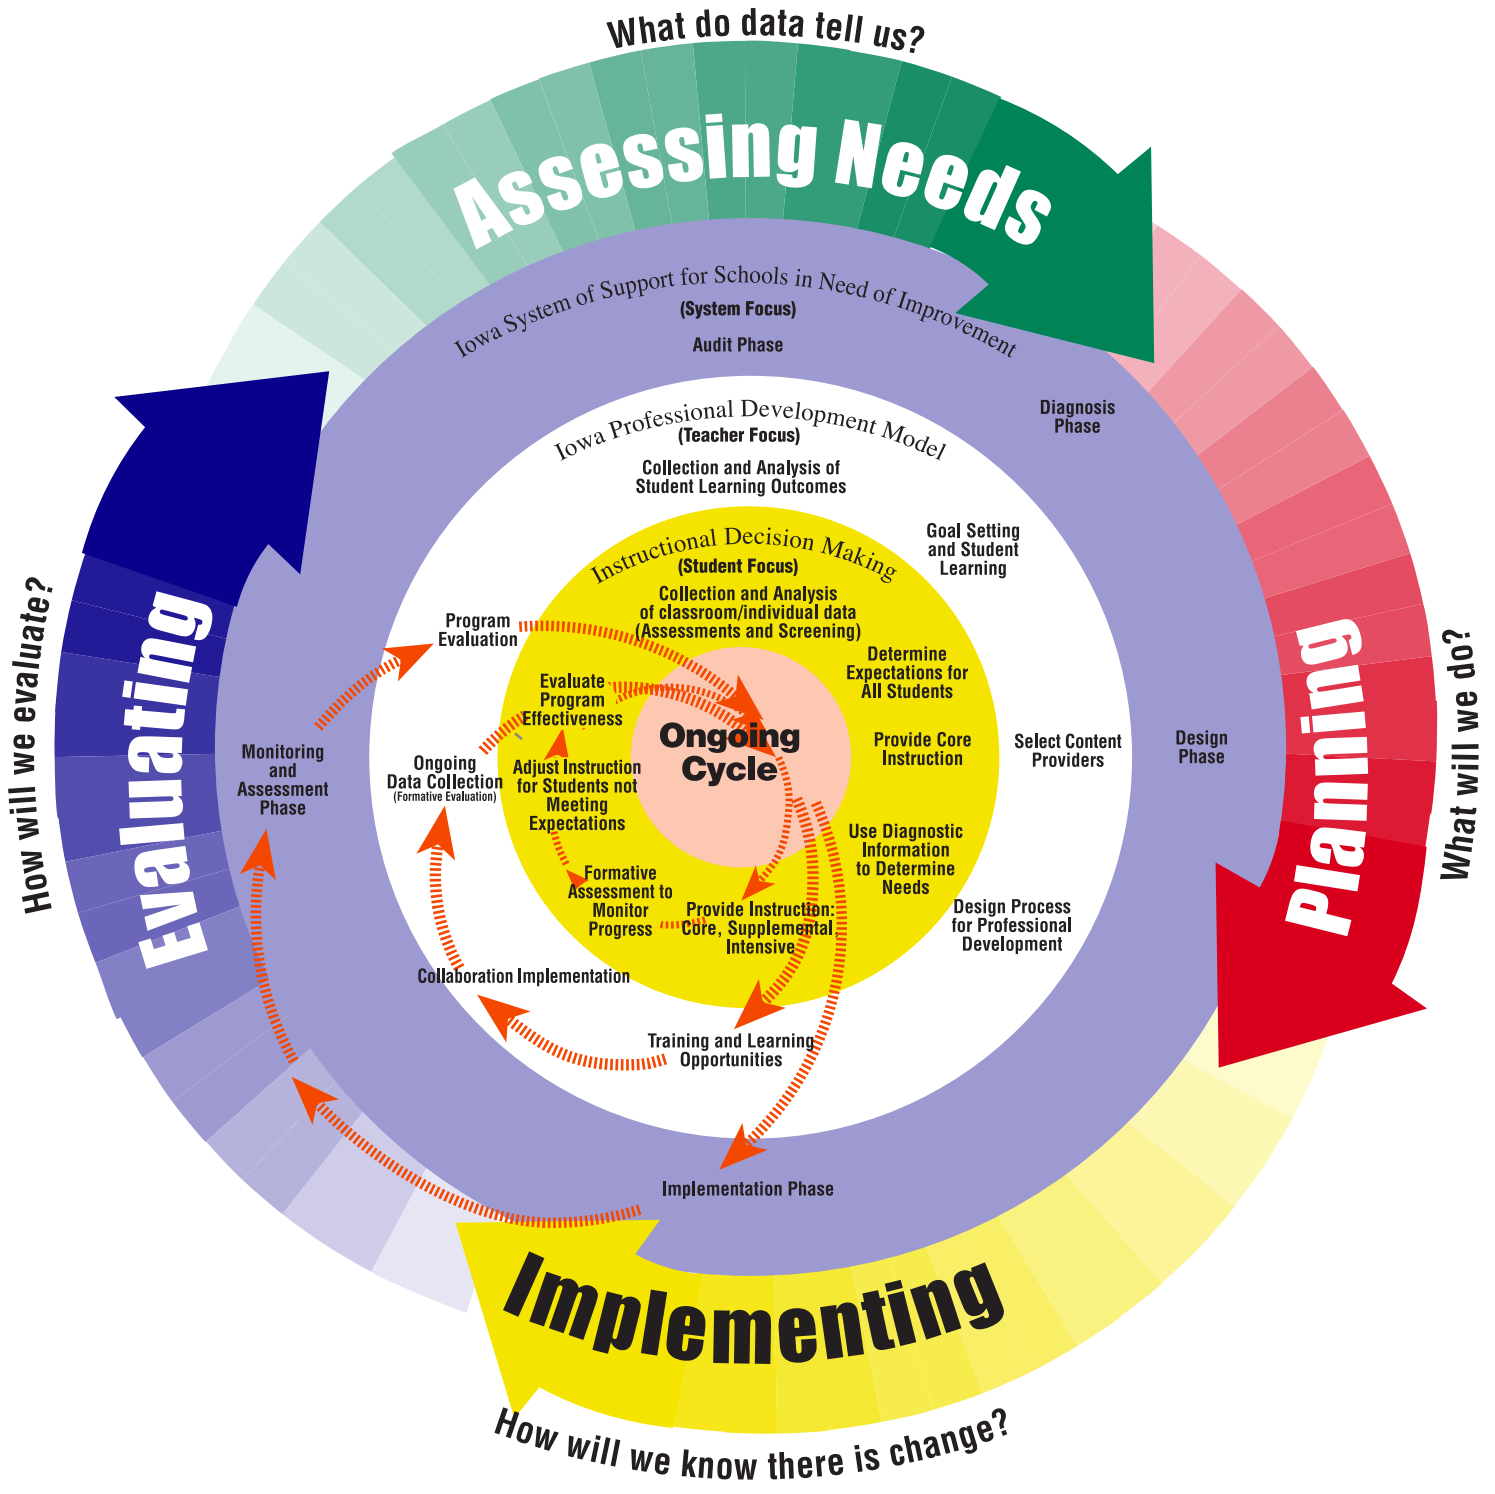 What do data tell us?
Assessing Needs
Iowa System of Support for Schools in Need of Improvement
(System Focus)
Audit Phase
Diagnosis
Phase
Iowa Professional Development Model
(Teacher Focus)
Collection and Analysis of
Student Learning Outcomes
Goal Setting
and Student
Learning
Instructional Decision Making
(Student Focus)
Collection and Analysis
of classroom/individual data
(Assessments and Screening)
Program
Evaluation
Determine
Expectations for
All Students
Evaluate
Program
Effectiveness
Ongoing
Cycle
Provide Core
Instruction
Select Content
Providers
Design
Phase
Planning
What will we do?
How will we evaluate?
Evaluating
Monitoring
and
Assessment
Phase
Ongoing
Data Collection
(Formative Evaluation)
Adjust Instruction
for Students not
Meeting
Expectations
Use Diagnostic
Information
to Determine
Needs
Formative
Assessment to
Monitor
Progress
Provide Instruction:
Core, Supplemental,
Intensive
Design Process
for Professional
Development
Collaboration Implementation
Training and Learning
Opportunities
Implementation Phase
Implementing
How will we know there is change?